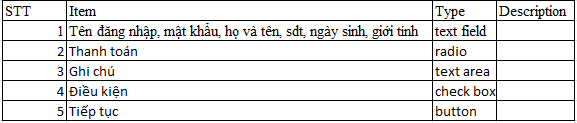 STT Item Type Description
1 Tên đăng nhập, mật khẩu, họ và tên, sdt, ngày sinh, giới tinh text field
2 Thanh toán radio
3 Ghi chú text area
4 Điều kiện check box
5 Tiếp tục button